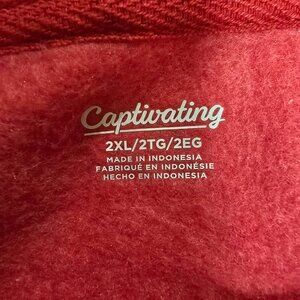 Captivating
2XL/2TG/2EG
MADE IN INDONESIA
FABRIQUÉ EN INDONÉSIE
HECHO EN INDONESIA